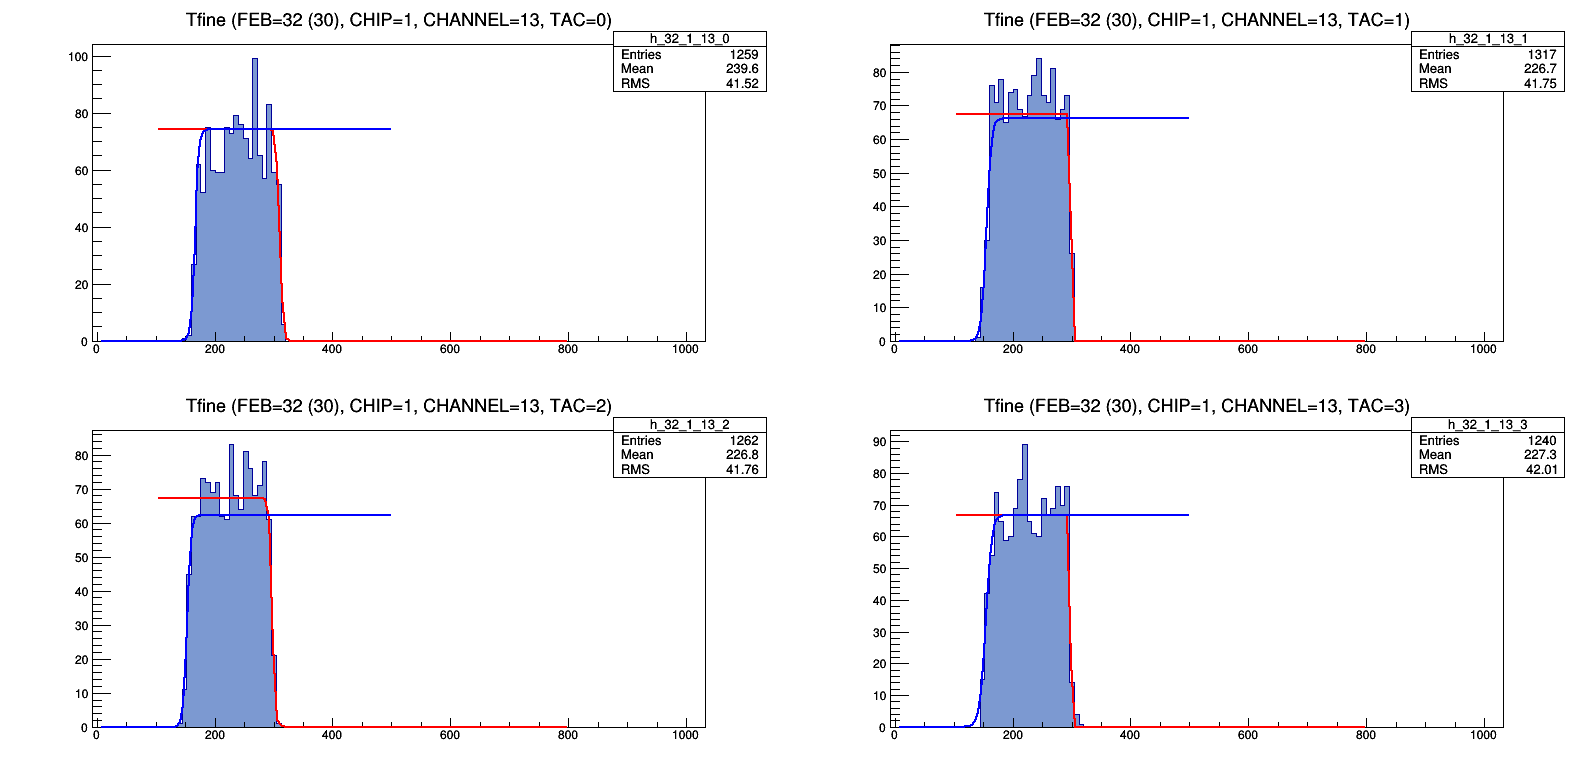 Tfine (FEB=32 (30), CHIP=1, CHANNEL=13, TAC=0)
h_32_1_13_0
Entries 1259
Mean 239.6
RMS 41.52
100
80
60
40
20
0
0 200 400 600 800 1000
Tfine (FEB=32 (30), CHIP=1, CHANNEL=13, TAC=1)
h_32_1_13_1
Entries 1317
Mean 226.7
RMS 41.75
80
70
60
50
40
30
20
10
0
0 200 400 600 800 1000
Tfine (FEB=32 (30), CHIP=1, CHANNEL=13, TAC=2)
h_32_1_13_2
Entries 1262
Mean 226.8
RMS 41.76
80
70
60
50
40
30
20
10
0
0 200 400 600 800 1000
Tfine (FEB=32 (30), CHIP=1, CHANNEL=13, TAC=3)
h_32_1_13_3
Entries 1240
Mean 227.3
RMS 42.01
90
80
70
60
50
40
30
20
10
0
0 200 400 600 800 1000